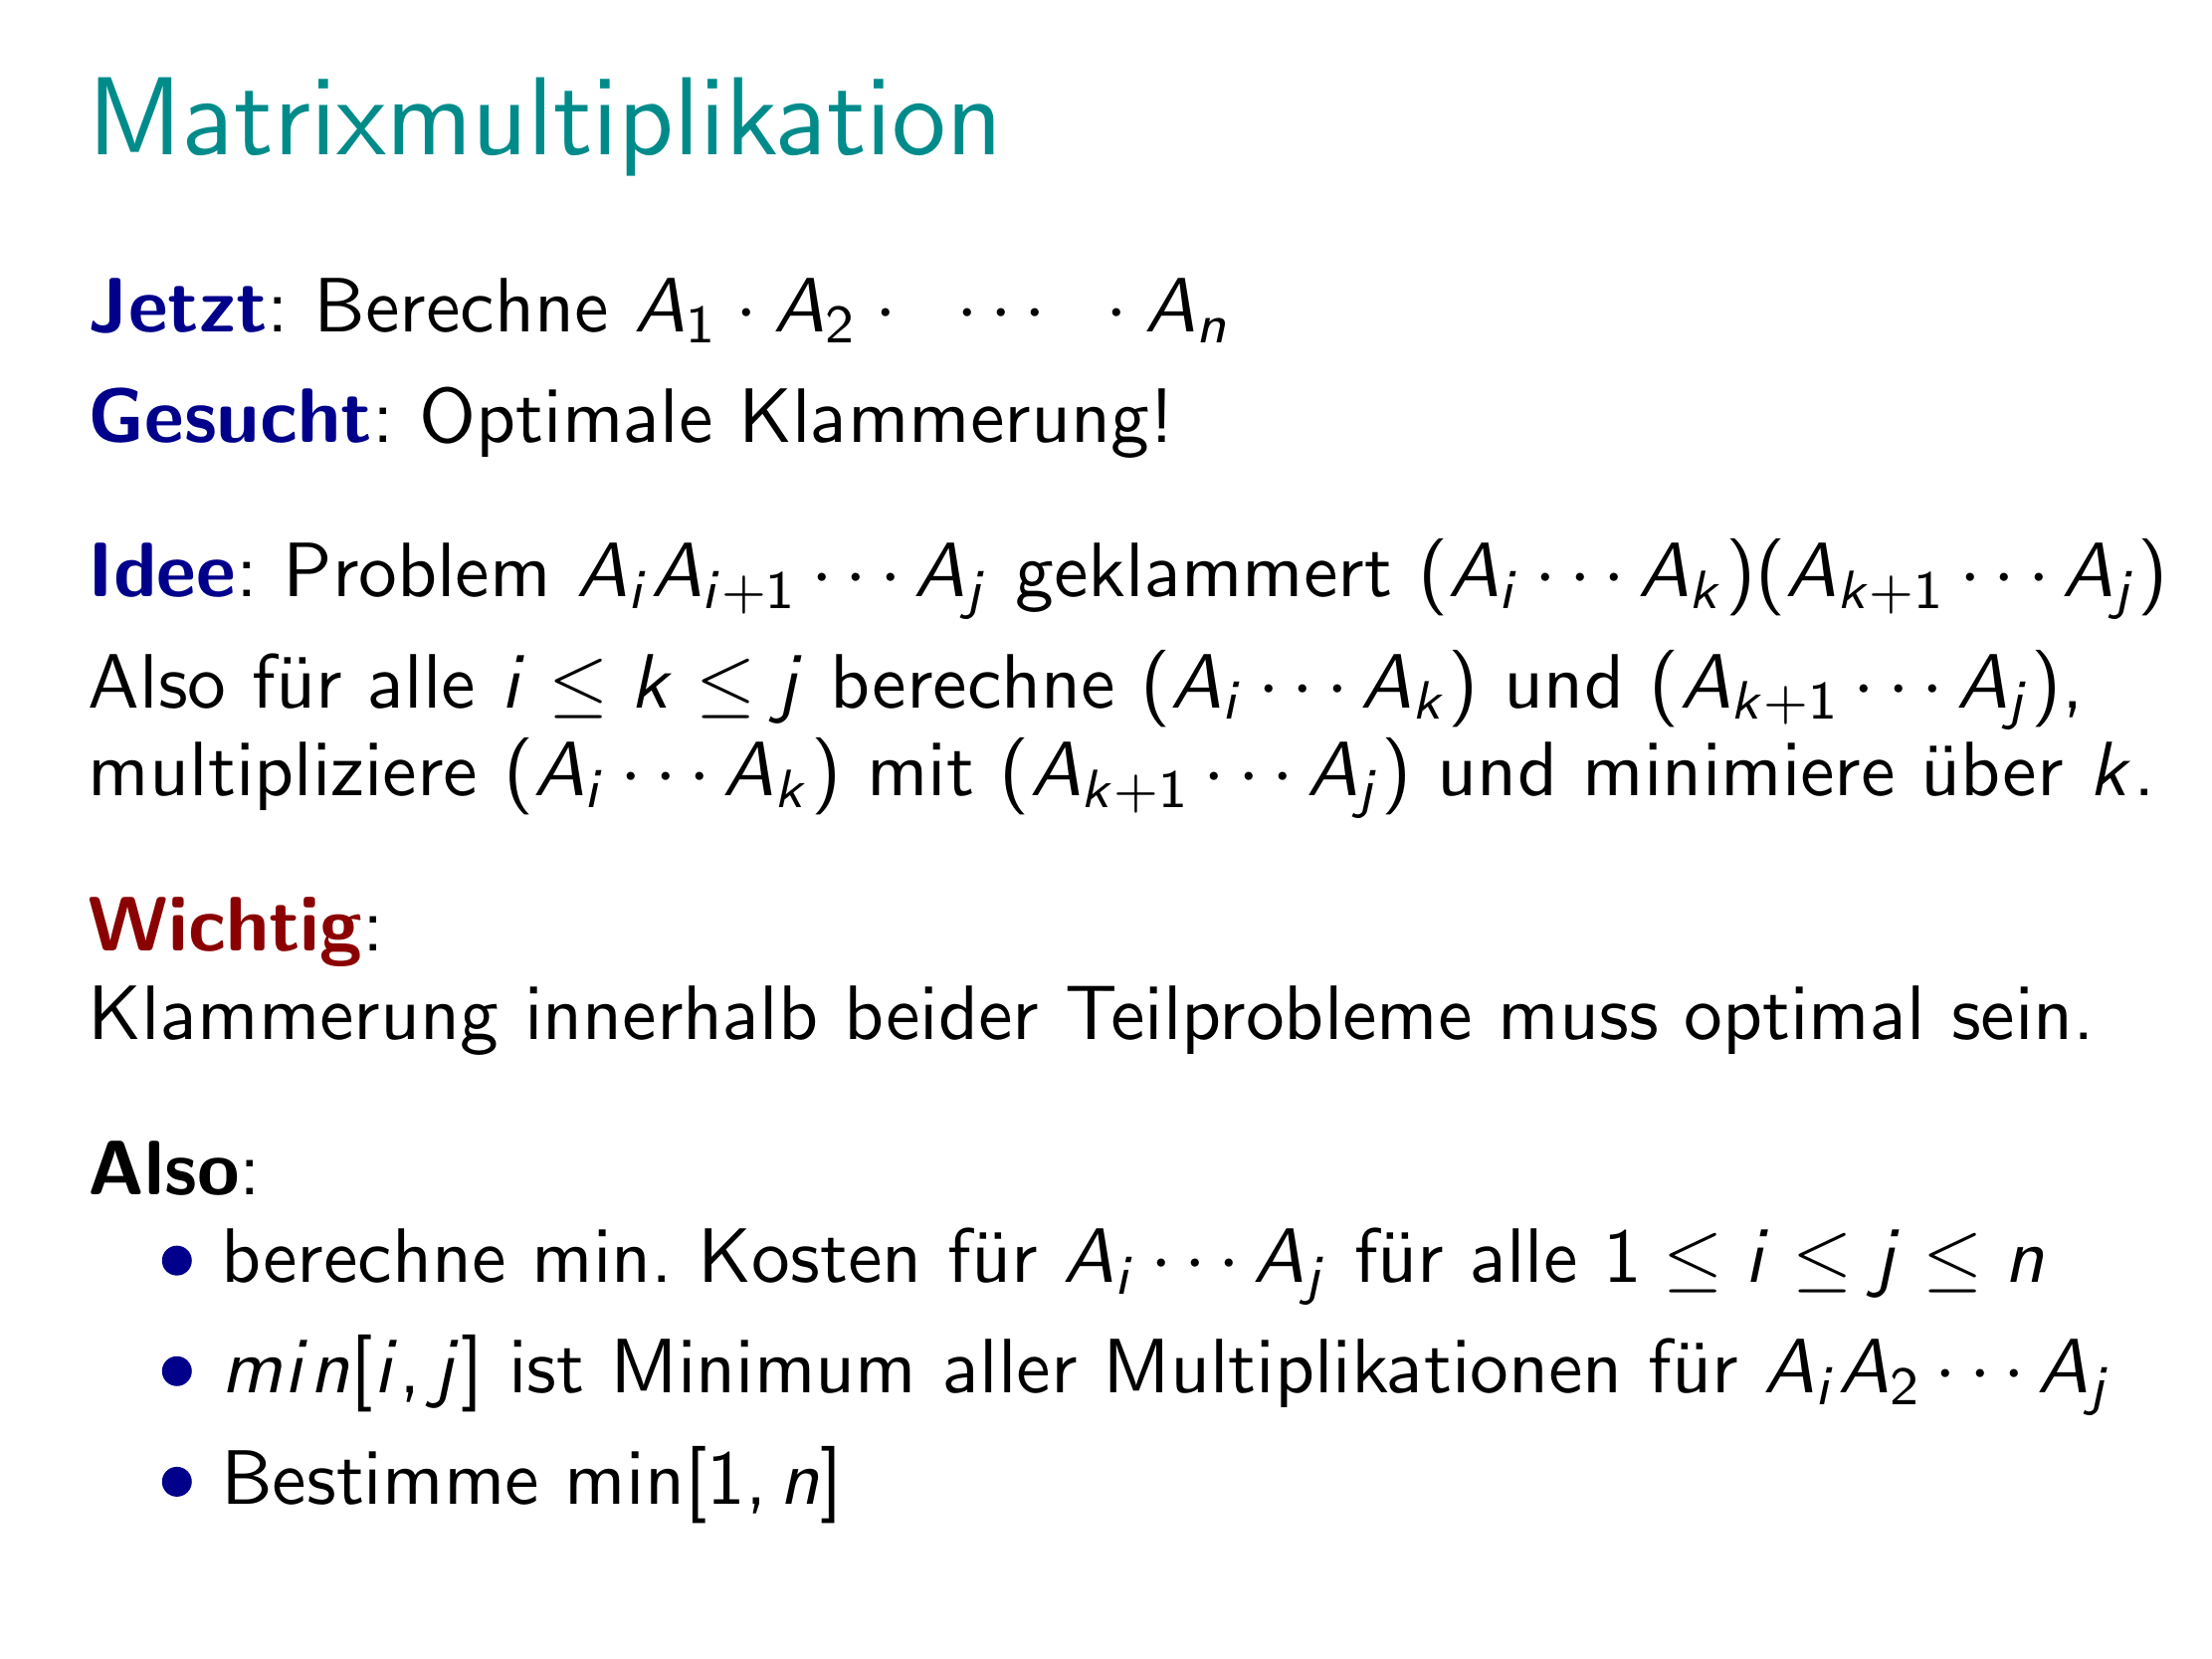 Matrixmultiplikation
Jetzt: Berechne $A_1 \cdot A_2 \cdot \ \cdots \ \cdot A_n$
Gesucht: Optimale Klammerung!
Idee: Problem $A_i A_{i+1} \cdots A_j$ geklammert $(A_i \cdots A_k)(A_{k+1} \cdots A_j)$
Also für alle $i \leq k \leq j$ berechne $(A_i \cdots A_k)$ und $(A_{k+1} \cdots A_j)$,
multipliziere $(A_i \cdots A_k)$ mit $(A_{k+1} \cdots A_j)$ und minimiere über $k$.
Wichtig:
Klammerung innerhalb beider Teilprobleme muss optimal sein.
Also:
• berechne min. Kosten für $A_i \cdots A_j$ für alle $1 \leq i \leq j \leq n$
• $min[i, j]$ ist Minimum aller Multiplikationen für $A_i A_2 \cdots A_j$
• Bestimme min$[1, n]$